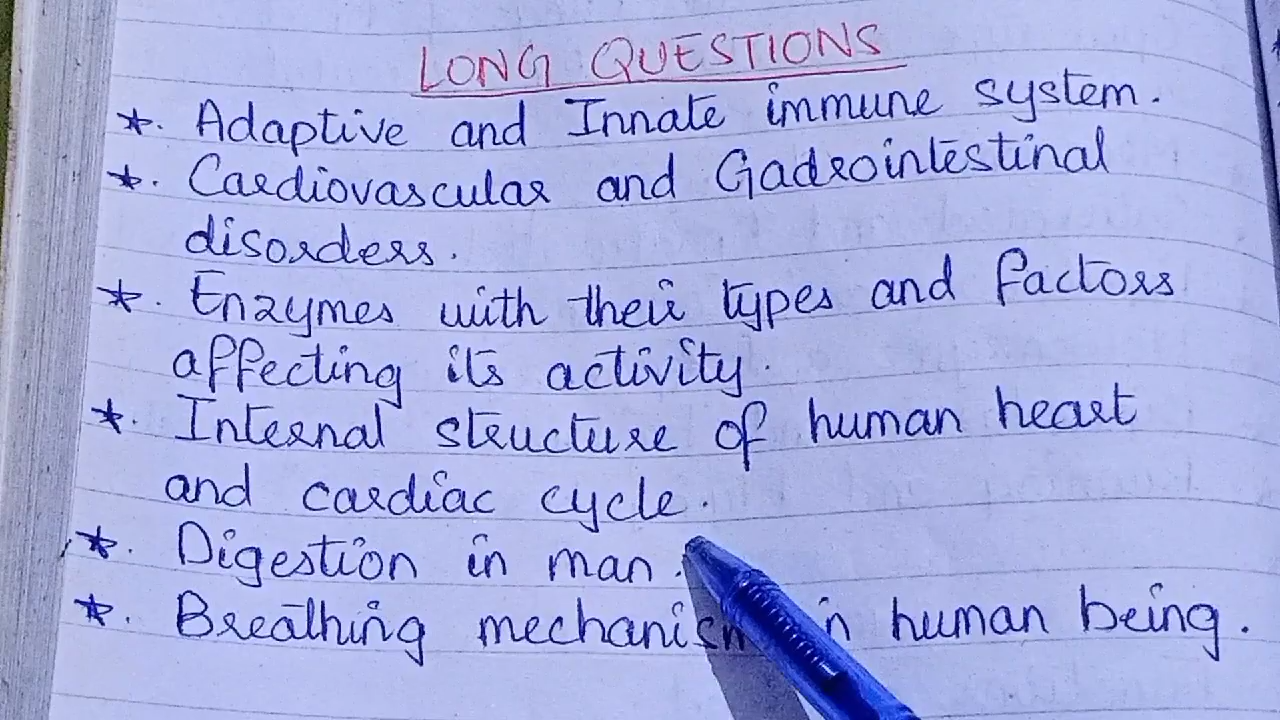 LONG QUESTIONS
*. Adaptive and Innate immune system.
*. Cardiovascular and Gadrointestinal
disorders.
*. Enzymes with their types and factors
affecting its activity.
*. Internal structure of human heart
and cardiac cycle.
*. Digestion in man.
*. Breathing mechanism in human being.